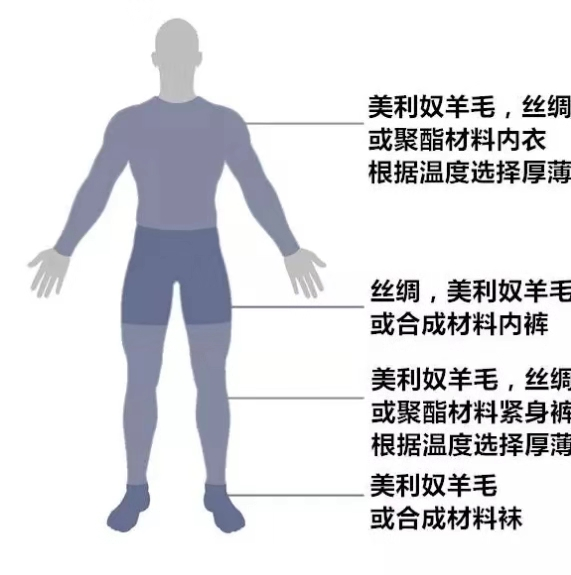 美利奴羊毛，丝绸
或聚酯材料内衣
根据温度选择厚薄
丝绸，美利奴羊毛
或合成材料内裤
美利奴羊毛，丝绸
或聚酯材料紧身裤
根据温度选择厚薄
美利奴羊毛
或合成材料袜